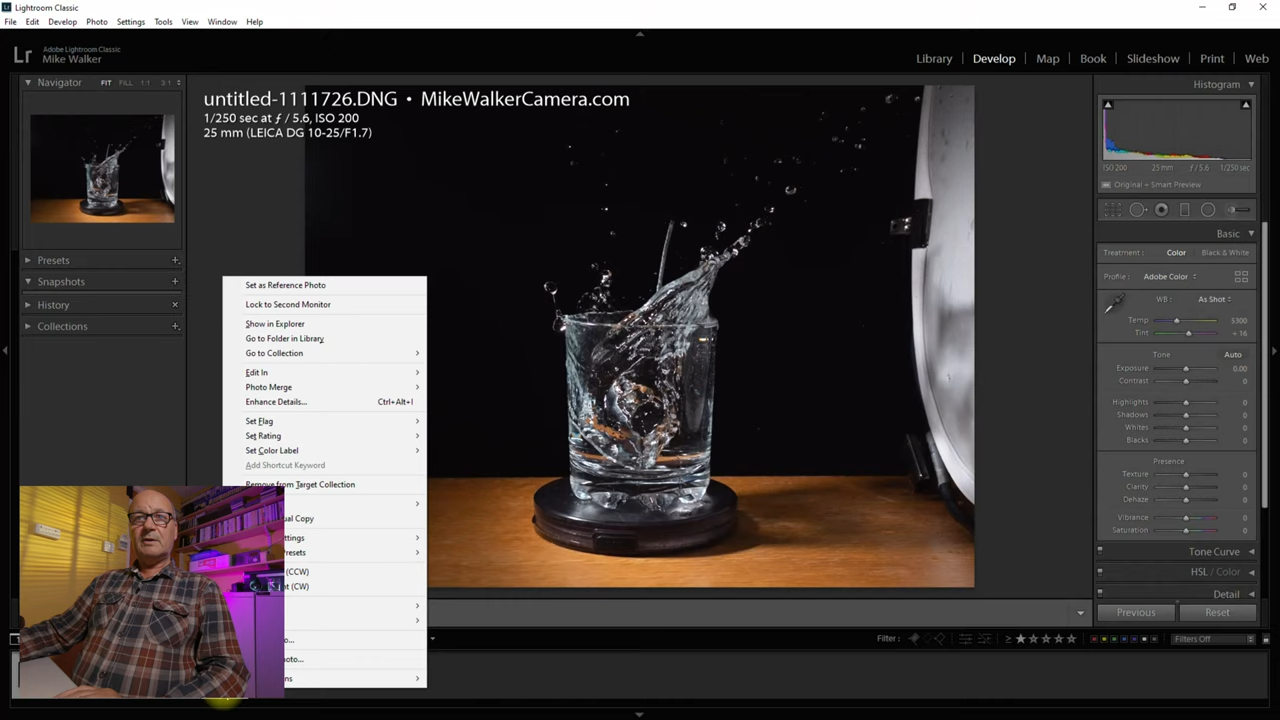 Lightroom Classic
File Edit Develop Photo Settings Tools View Window Help
Adobe Lightroom Classic
Mike Walker
Lr
Library | Develop | Map | Book | Slideshow | Print | Web
Navigator FIT FILL 1:1 3:1
Presets
Snapshots
History
Collections
untitled-1111726.DNG • MikeWalkerCamera.com
1/250 sec at ƒ / 5.6, ISO 200
25 mm (LEICA DG 10-25/F1.7)
Set as Reference Photo
Lock to Second Monitor
Show in Explorer
Go to Folder in Library
Go to Collection
Edit In
Photo Merge
Enhance Details... Ctrl+Alt+I
Set Flag
Set Rating
Set Color Label
Add Shortcut Keyword
Remove from Target Collection
Copy
(CCW)
(CW)
Histogram
ISO 200 25 mm ƒ / 5.6 1/250 sec
Original + Smart Preview
Basic
Treatment: Color Black & White
Profile: Adobe Color
WB: As Shot
Temp 5300
Tint + 16
Tone Auto
Exposure 0.00
Contrast 0
Highlights 0
Shadows 0
Whites 0
Blacks 0
Presence
Texture 0
Clarity 0
Dehaze 0
Vibrance 0
Saturation 0
Tone Curve
HSL / Color
Detail
Previous Reset
Filter: Filters Off